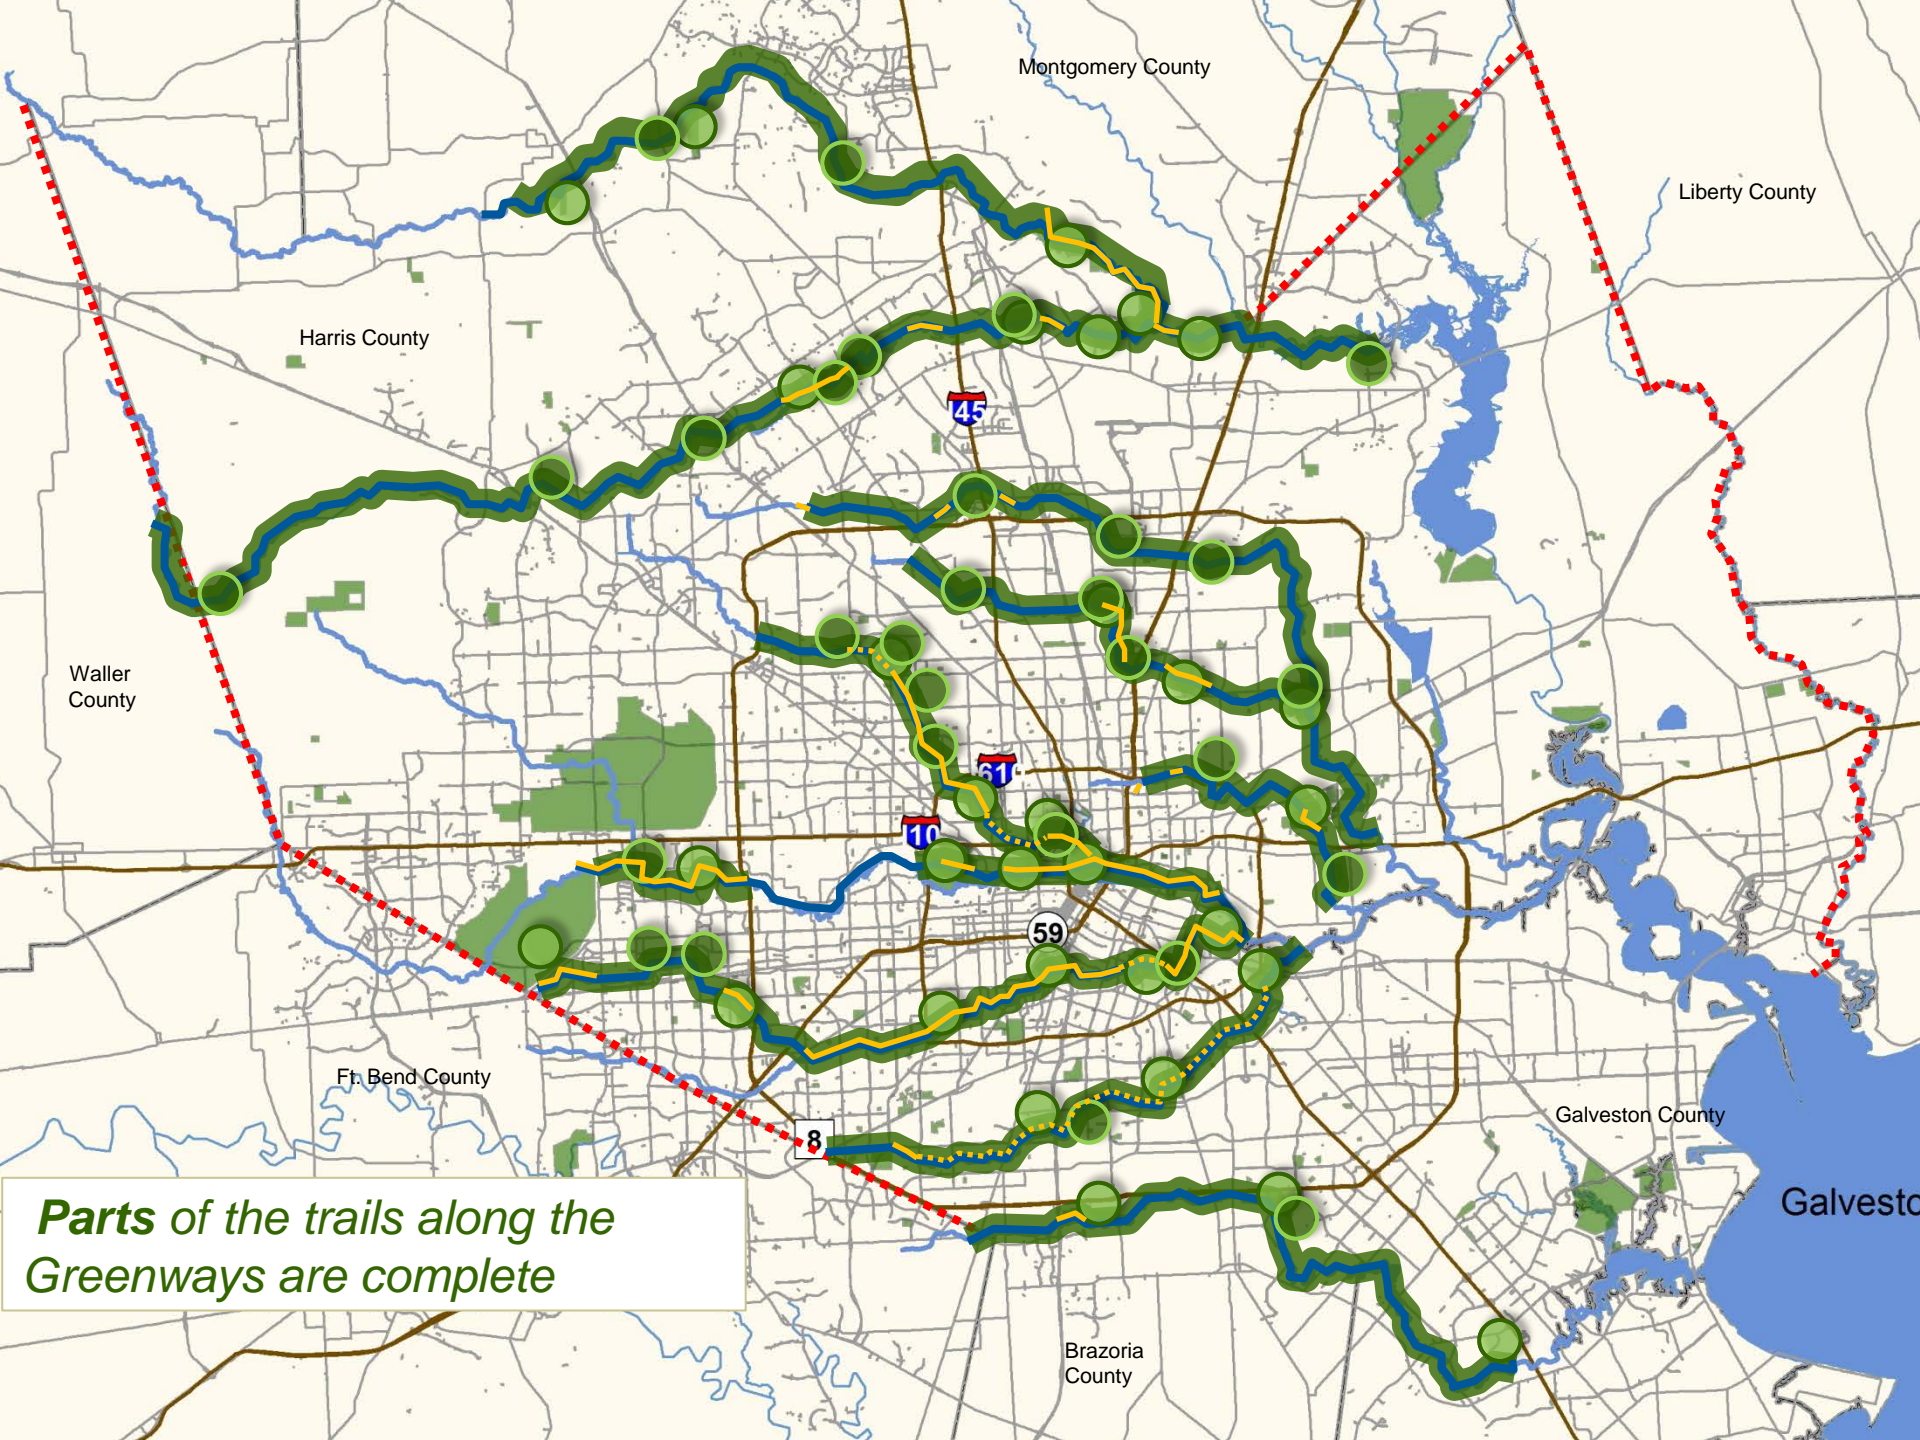 Montgomery County
Liberty County
Harris County
45
Waller
County
610
10
59
Ft. Bend County
8
Galveston County
Galvesto
Parts of the trails along the
Greenways are complete
Brazoria
County